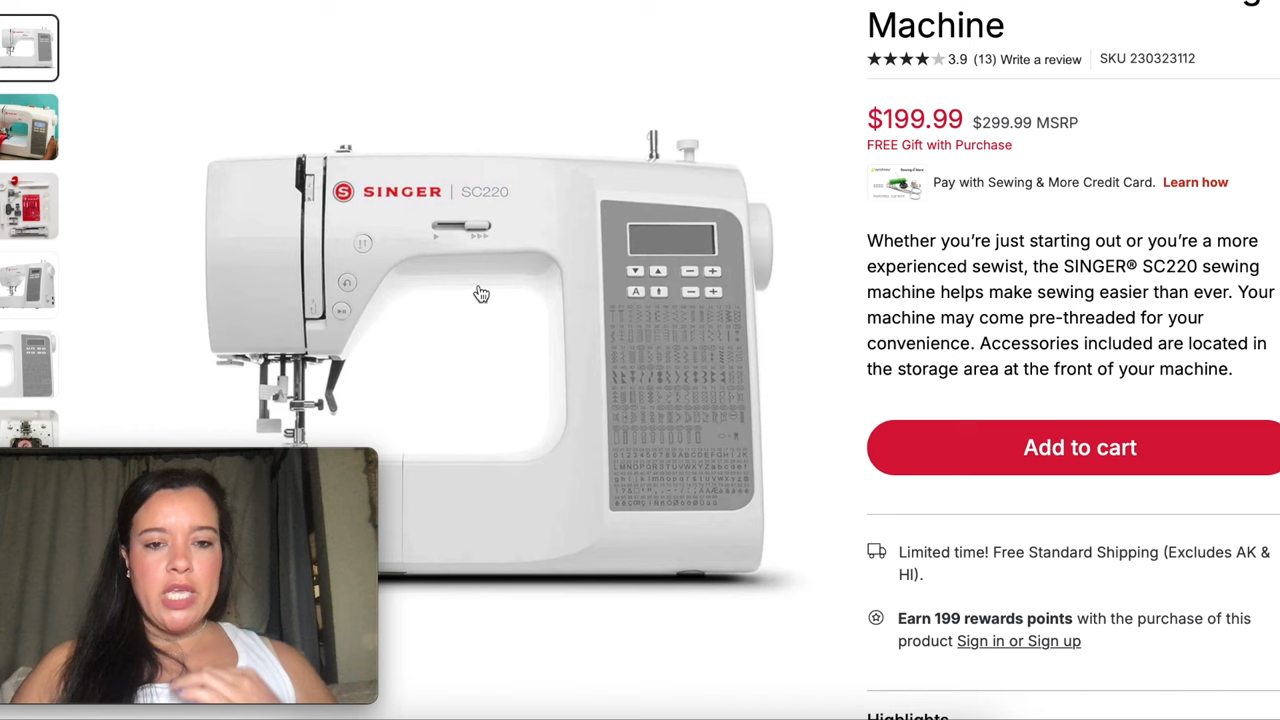 Machine
3.9 (13) Write a review
SKU 230323112
$199.99 $299.99 MSRP
FREE Gift with Purchase
Pay with Sewing & More Credit Card. Learn how
SINGER | SC220
Whether you’re just starting out or you’re a more
experienced sewist, the SINGER® SC220 sewing
machine helps make sewing easier than ever. Your
machine may come pre-threaded for your
convenience. Accessories included are located in
the storage area at the front of your machine.
Add to cart
Limited time! Free Standard Shipping (Excludes AK &
HI).
Earn 199 rewards points with the purchase of this
product Sign in or Sign up
Highlights